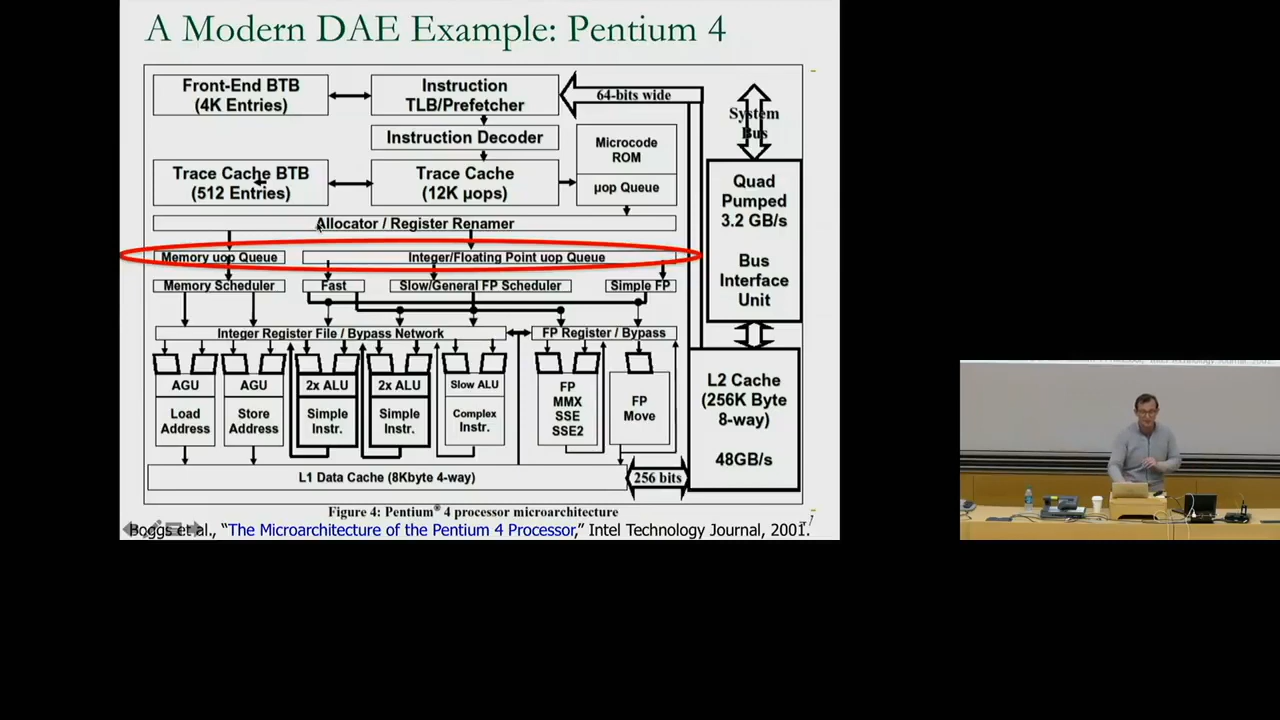 A Modern DAE Example: Pentium 4
Front-End BTB
(4K Entries)
Instruction
TLB/Prefetcher
64-bits wide
System
Bus
Instruction Decoder
Microcode
ROM
µop Queue
Trace Cache BTB
(512 Entries)
Trace Cache
(12K µops)
Quad
Pumped
3.2 GB/s
Bus
Interface
Unit
Allocator / Register Renamer
Memory uop Queue
Integer/Floating Point uop Queue
Memory Scheduler
Fast
Slow/General FP Scheduler
Simple FP
Integer Register File / Bypass Network
FP Register / Bypass
AGU
Load
Address
AGU
Store
Address
2x ALU
Simple
Instr.
2x ALU
Simple
Instr.
Slow ALU
Complex
Instr.
FP
MMX
SSE
SSE2
FP
Move
L2 Cache
(256K Byte
8-way)
48GB/s
L1 Data Cache (8Kbyte 4-way)
256 bits
Figure 4: Pentium® 4 processor microarchitecture
Boggs et al., “The Microarchitecture of the Pentium 4 Processor,” Intel Technology Journal, 2001.